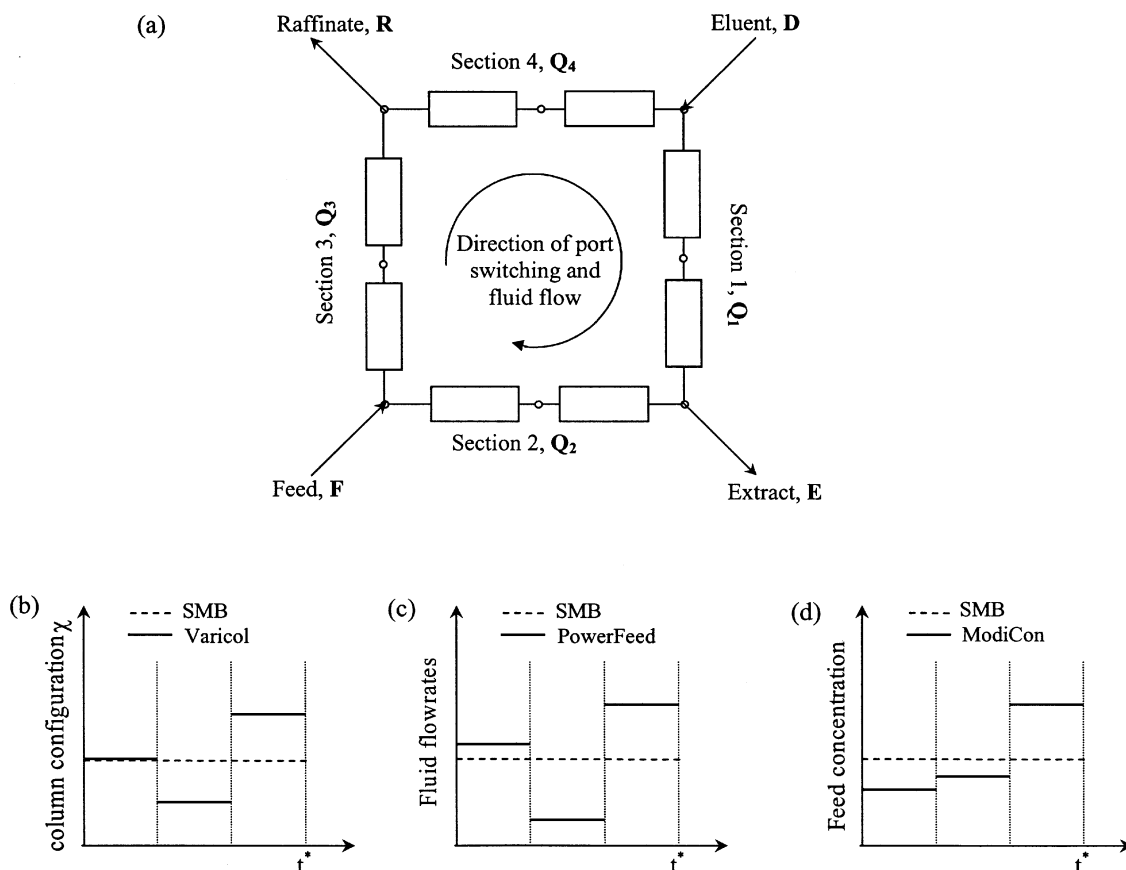 (a)
Raffinate, R
Eluent, D
Section 4, Q4
Section 3, Q3
Direction of port
switching and
fluid flow
Section 1, Q1
Section 2, Q2
Feed, F
Extract, E
(b)
SMB
Varicol
column configuration χ
t*
(c)
SMB
PowerFeed
Fluid flowrates
t*
(d)
SMB
ModiCon
Feed concentration
t*